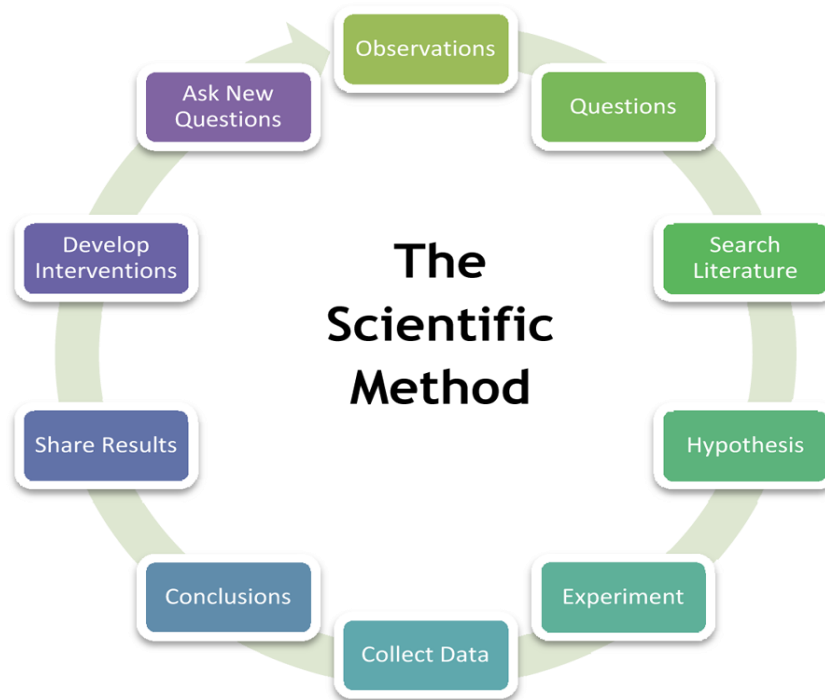 Observations
Questions
Search
Literature
Hypothesis
Experiment
Collect Data
Conclusions
Share Results
Develop
Interventions
Ask New
Questions
The
Scientific
Method